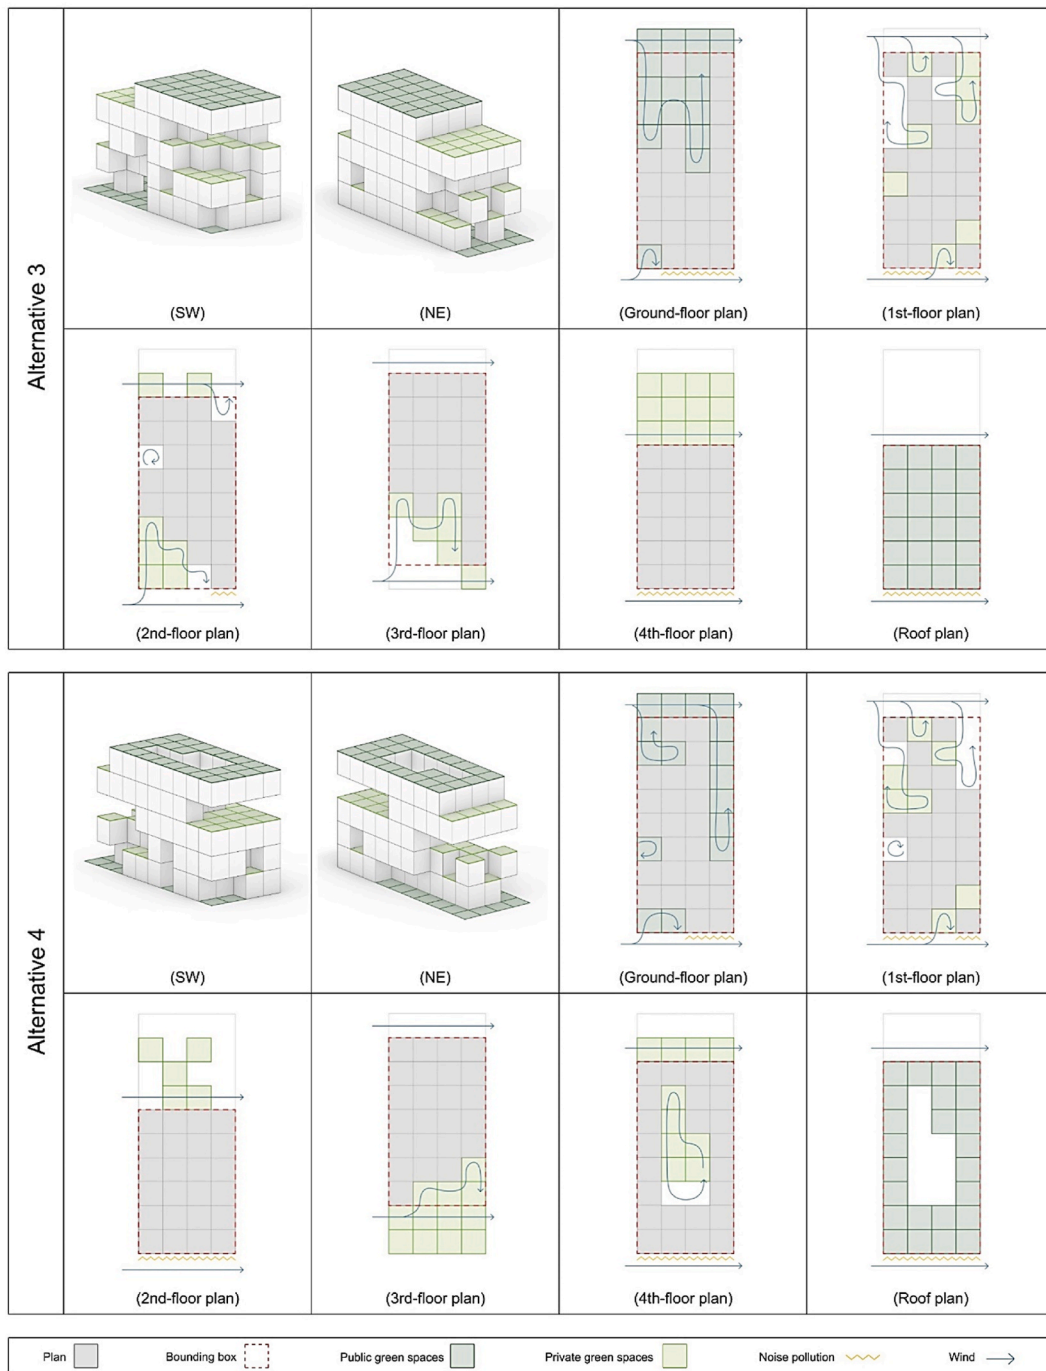 Alternative 3
(SW)
(NE)
(Ground-floor plan)
(1st-floor plan)
(2nd-floor plan)
(3rd-floor plan)
(4th-floor plan)
(Roof plan)
Alternative 4
(SW)
(NE)
(Ground-floor plan)
(1st-floor plan)
(2nd-floor plan)
(3rd-floor plan)
(4th-floor plan)
(Roof plan)
Plan
Bounding box
Public green spaces
Private green spaces
Noise pollution
Wind